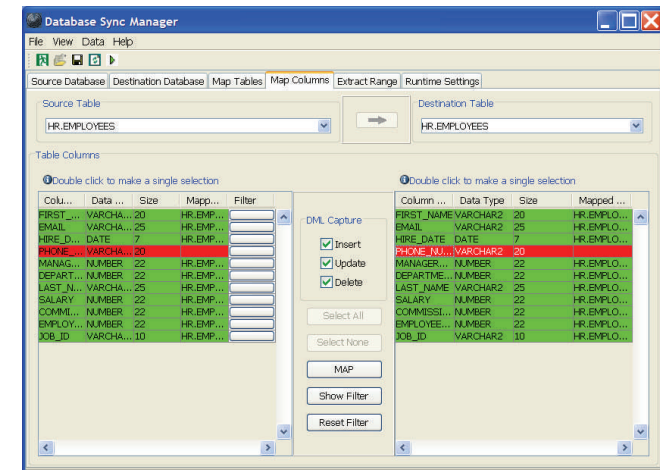 Database Sync Manager
File View Data Help
Source Database Destination Database Map Tables Map Columns Extract Range Runtime Settings
Source Table
Destination Table
HR.EMPLOYEES
HR.EMPLOYEES
Table Columns
Double click to make a single selection
Double click to make a single selection
Colu... Data ... Size Mapp... Filter
FIRST_... VARCHA... 20 HR.EMP...
EMAIL VARCHA... 25 HR.EMP...
HIRE_D... DATE 7 HR.EMP...
PHONE_... VARCHA... 20
MANAG... NUMBER 22 HR.EMP...
DEPART... NUMBER 22 HR.EMP...
LAST_N... VARCHA... 25 HR.EMP...
SALARY NUMBER 22 HR.EMP...
COMMI... NUMBER 22 HR.EMP...
EMPLOY... NUMBER 22 HR.EMP...
JOB_ID VARCHA... 10 HR.EMP...
DML Capture
Insert
Update
Delete
Select All
Select None
MAP
Show Filter
Reset Filter
Column ... Data Type Size Mapped ...
FIRST_NAME VARCHAR2 20 HR.EMPLO...
EMAIL VARCHAR2 25 HR.EMPLO...
HIRE_DATE DATE 7 HR.EMPLO...
PHONE_NU... VARCHAR2 20
MANAGER... NUMBER 22 HR.EMPLO...
DEPARTME... NUMBER 22 HR.EMPLO...
LAST_NAME VARCHAR2 25 HR.EMPLO...
SALARY NUMBER 22 HR.EMPLO...
COMMISSI... NUMBER 22 HR.EMPLO...
EMPLOYEE... NUMBER 22 HR.EMPLO...
JOB_ID VARCHAR2 10 HR.EMPLO...